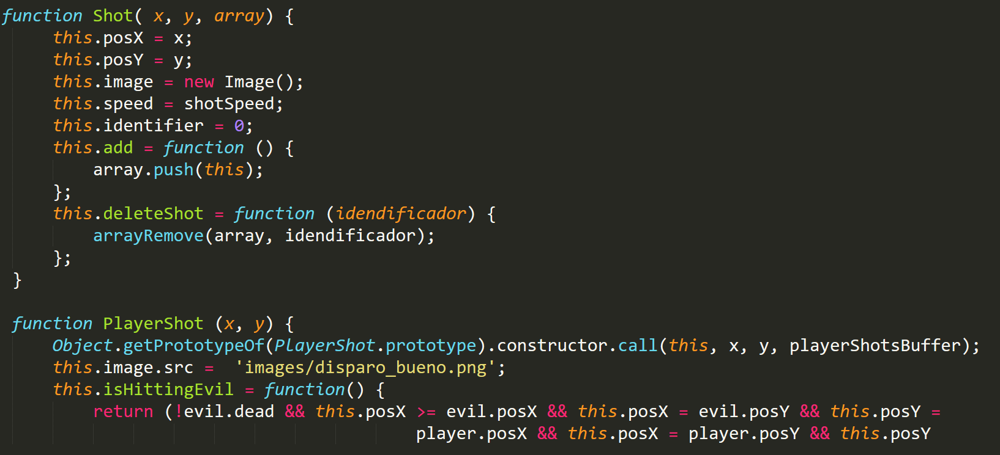 function Shot( x, y, array) {
this.posX = x;
this.posY = y;
this.image = new Image();
this.speed = shotSpeed;
this.identifier = 0;
this.add = function () {
array.push(this);
};
this.deleteShot = function (idendificador) {
arrayRemove(array, idendificador);
};
}
function PlayerShot (x, y) {
Object.getPrototypeOf(PlayerShot.prototype).constructor.call(this, x, y, playerShotsBuffer);
this.image.src =  'images/disparo_bueno.png';
this.isHittingEvil = function() {
return (!evil.dead && this.posX >= evil.posX && this.posX = evil.posY && this.posY =
player.posX && this.posX = player.posY && this.posY